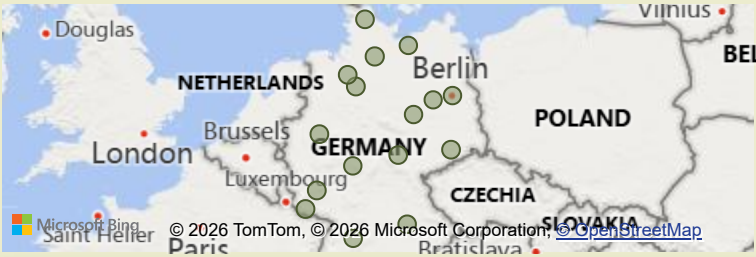 Vilnius
Douglas
BEL
Berlin
NETHERLANDS
POLAND
Brussels
GERMANY
London
Luxembourg
CZECHIA
SLOVAKIA
Microsoft Bing
© 2026 TomTom, © 2026 Microsoft Corporation, © OpenStreetMap
Saint Helier
Paris
Bratislava